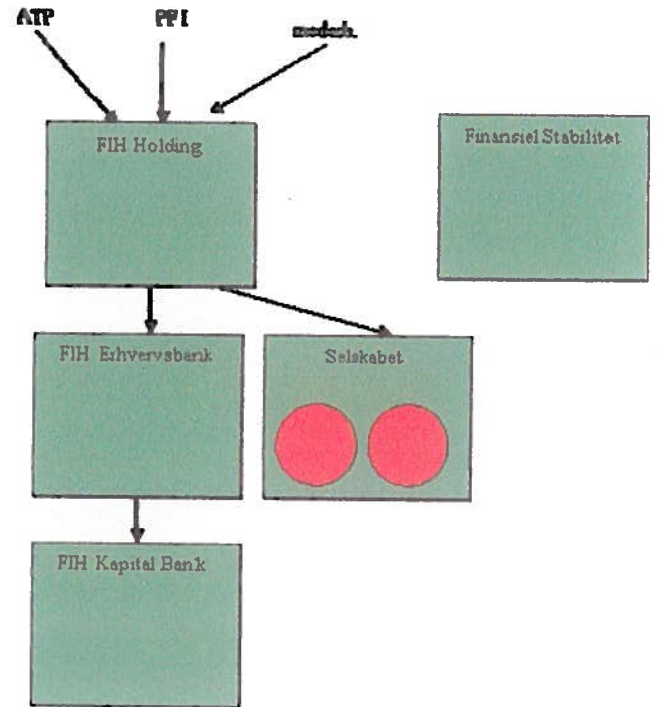 ATP
PFI
FIH Holding
Finansiel Stabilitet
FIH Erhvervsbank
Selskabet
FIH Kapital Bank